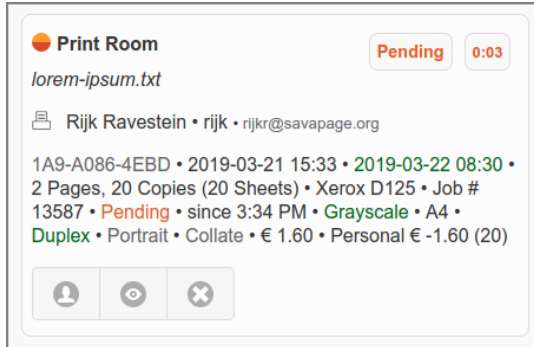 Print Room
Pending
0:03
lorem-ipsum.txt
Rijk Ravestein • rijk • rijkr@savapage.org
1A9-A086-4EBD • 2019-03-21 15:33 • 2019-03-22 08:30 •
2 Pages, 20 Copies (20 Sheets) • Xerox D125 • Job #
13587 • Pending • since 3:34 PM • Grayscale • A4 •
Duplex • Portrait • Collate • € 1.60 • Personal € -1.60 (20)